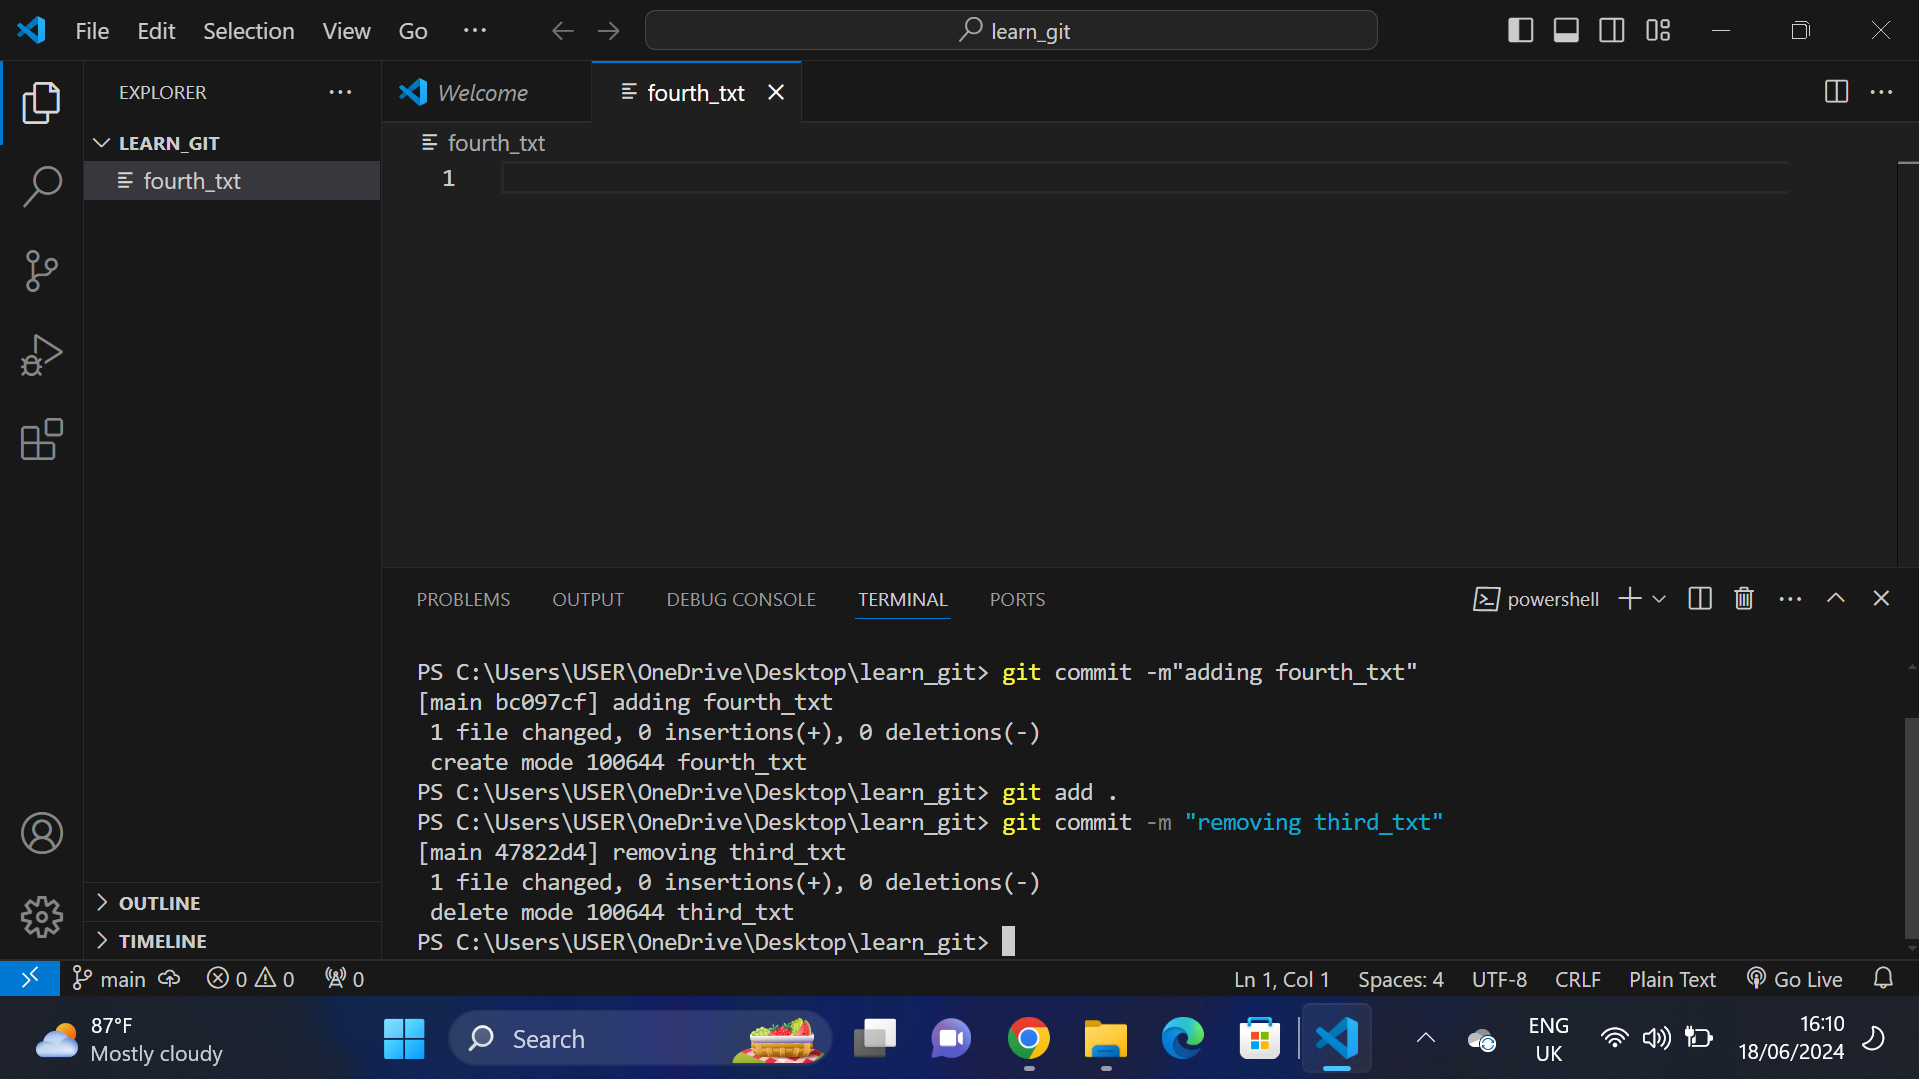 File Edit Selection View Go ··· learn_git
EXPLORER ···
LEARN_GIT
fourth_txt
Welcome
fourth_txt
fourth_txt
1
OUTLINE
TIMELINE
PROBLEMS OUTPUT DEBUG CONSOLE TERMINAL PORTS powershell
PS C:\Users\USER\OneDrive\Desktop\learn_git> git commit -m"adding fourth_txt"
[main bc097cf] adding fourth_txt
 1 file changed, 0 insertions(+), 0 deletions(-)
 create mode 100644 fourth_txt
PS C:\Users\USER\OneDrive\Desktop\learn_git> git add .
PS C:\Users\USER\OneDrive\Desktop\learn_git> git commit -m "removing third_txt"
[main 47822d4] removing third_txt
 1 file changed, 0 insertions(+), 0 deletions(-)
 delete mode 100644 third_txt
PS C:\Users\USER\OneDrive\Desktop\learn_git>
main 0 0 0 Ln 1, Col 1 Spaces: 4 UTF-8 CRLF Plain Text Go Live
87°F
Mostly cloudy
Search
ENG
UK
16:10
18/06/2024